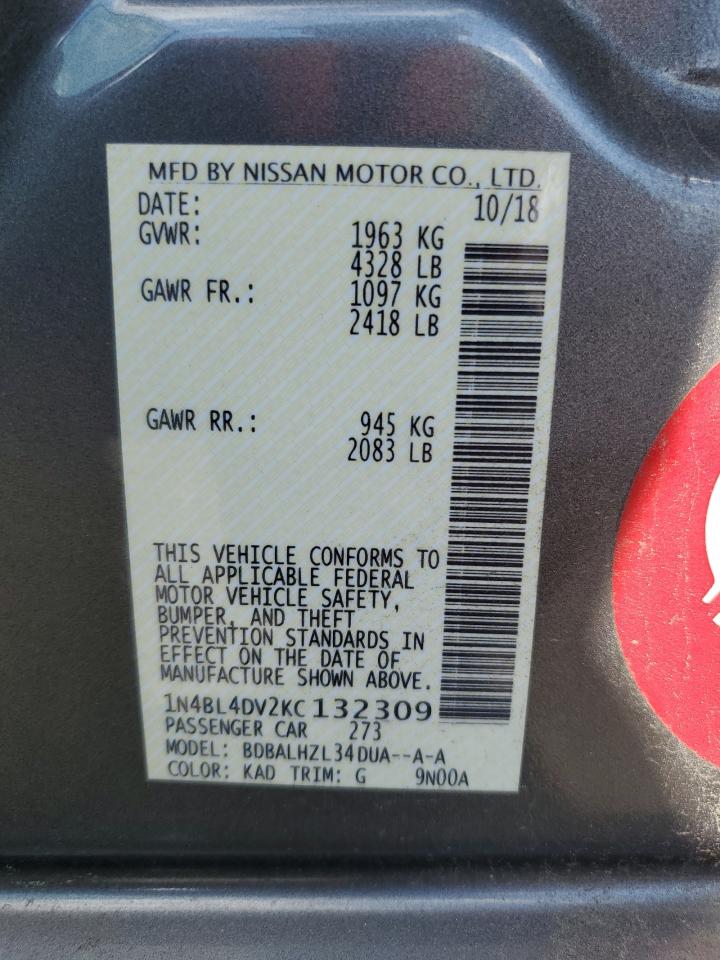 MFD BY NISSAN MOTOR CO., LTD.
DATE: 10/18
GVWR: 1963 KG
4328 LB
GAWR FR.: 1097 KG
2418 LB
GAWR RR.: 945 KG
2083 LB
THIS VEHICLE CONFORMS TO
ALL APPLICABLE FEDERAL
MOTOR VEHICLE SAFETY,
BUMPER, AND THEFT
PREVENTION STANDARDS IN
EFFECT ON THE DATE OF
MANUFACTURE SHOWN ABOVE.
1N4BL4DV2KC132309
PASSENGER CAR 273
MODEL: BDBALHZL34DUA--A-A
COLOR: KAD TRIM: G 9N00A